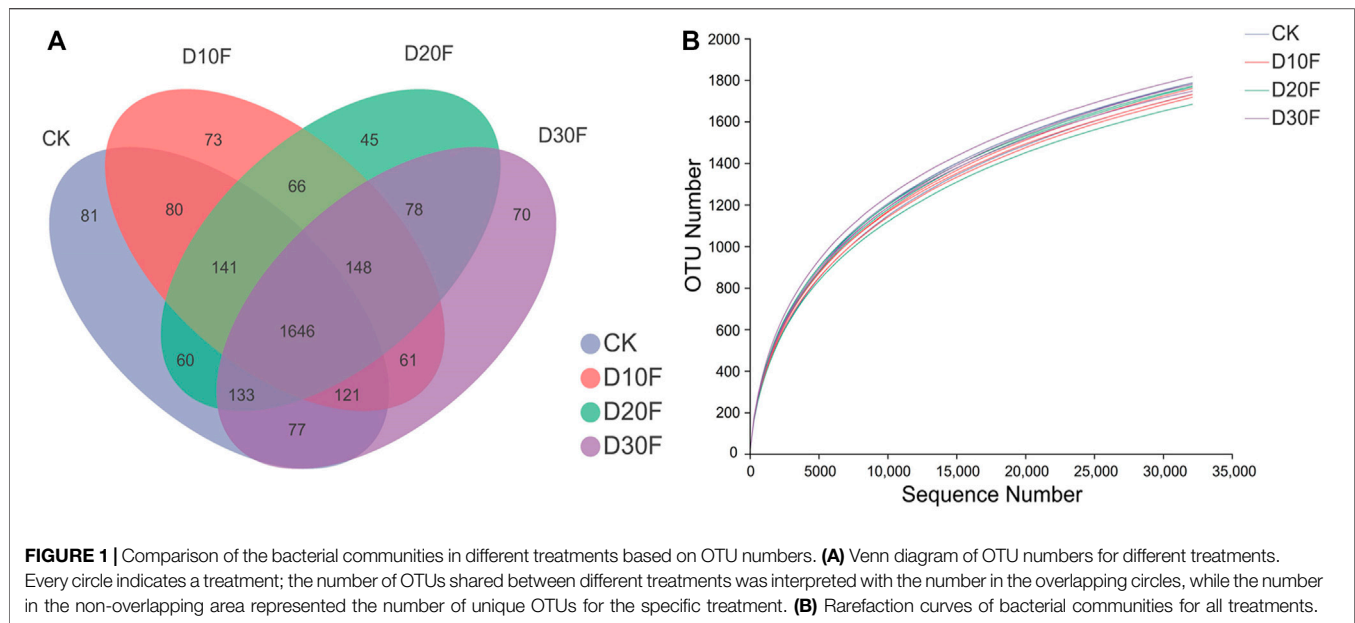 A
D10F
D20F
CK
D30F
73
45
66
81
80
78
70
141
148
1646
60
61
133
121
77
CK
D10F
D20F
D30F
B
OTU Number
2000
1800
1600
1400
1200
1000
800
600
400
200
0
0 5000 10,000 15,000 20,000 25,000 30,000 35,000
Sequence Number
CK
D10F
D20F
D30F
FIGURE 1 | Comparison of the bacterial communities in different treatments based on OTU numbers. (A) Venn diagram of OTU numbers for different treatments.
Every circle indicates a treatment; the number of OTUs shared between different treatments was interpreted with the number in the overlapping circles, while the number
in the non-overlapping area represented the number of unique OTUs for the specific treatment. (B) Rarefaction curves of bacterial communities for all treatments.